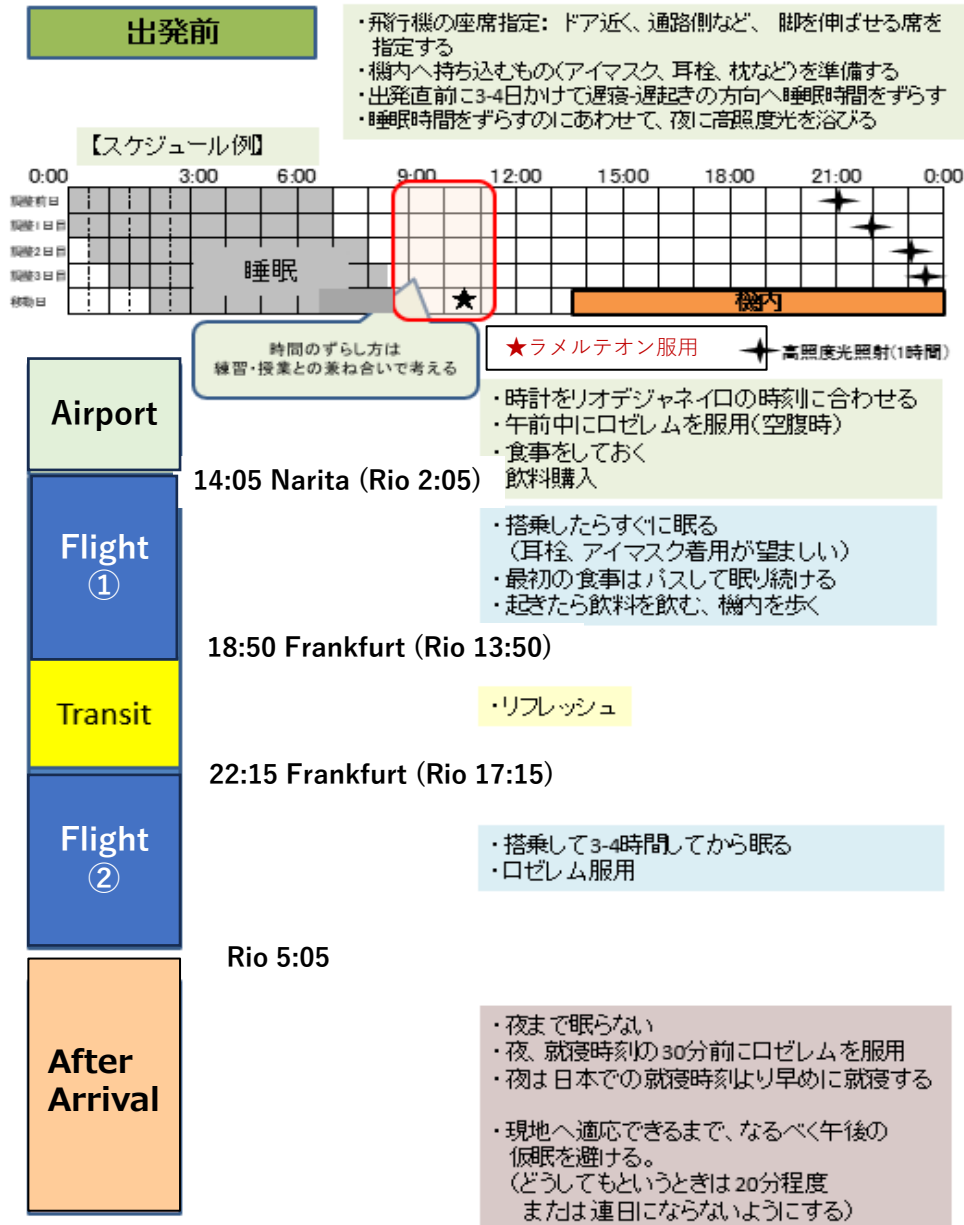 出発前
・飛行機の座席指定: ドア近く、通路側など、 脚を伸ばせる席を
指定する
・機内へ持ち込むもの(アイマスク、耳栓、枕など)を準備する
・出発直前に3-4日かけて遅寝-遅起きの方向へ睡眠時間をずらす
・睡眠時間をずらすのにあわせて、夜に高照度光を浴びる
【スケジュール例】
0:00 3:00 6:00 9:00 12:00 15:00 18:00 21:00 0:00
調整前日
調整1日目
調整2日目
調整3日目
移動日
睡眠
★
機内
時間のずらし方は
練習・授業との兼ね合いで考える
★ラメルテオン服用
高照度光照射(1時間)
Airport
・時計をリオデジャネイロの時刻に合わせる
・午前中にロゼレムを服用(空腹時)
・食事をしておく
飲料購入
14:05 Narita (Rio 2:05)
Flight
①
・搭乗したらすぐに眠る
(耳栓、アイマスク着用が望ましい)
・最初の食事はパスして眠り続ける
・起きたら飲料を飲む、機内を歩く
18:50 Frankfurt (Rio 13:50)
Transit
・リフレッシュ
22:15 Frankfurt (Rio 17:15)
Flight
②
・搭乗して3-4時間してから眠る
・ロゼレム服用
Rio 5:05
After
Arrival
・夜まで眠らない
・夜、就寝時刻の30分前にロゼレムを服用
・夜は日本での就寝時刻より早めに就寝する
・現地へ適応できるまで、なるべく午後の
仮眠を避ける。
(どうしてもというときは20分程度
または連日にならないようにする)